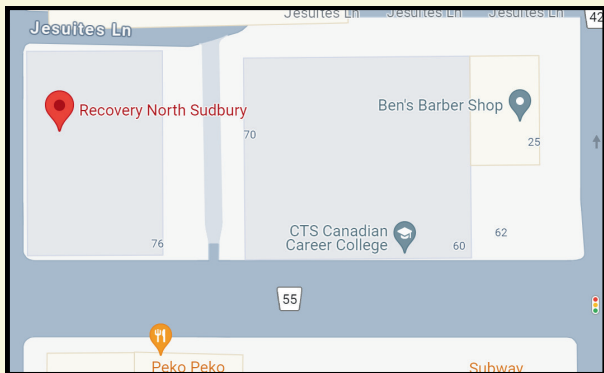 Jesuites Ln Jesuites Ln Jesuites Ln
42
Jesuites Ln
Recovery North Sudbury
Ben's Barber Shop
70
25
CTS Canadian
Career College
62
76
60
55
Peko Peko
Subway